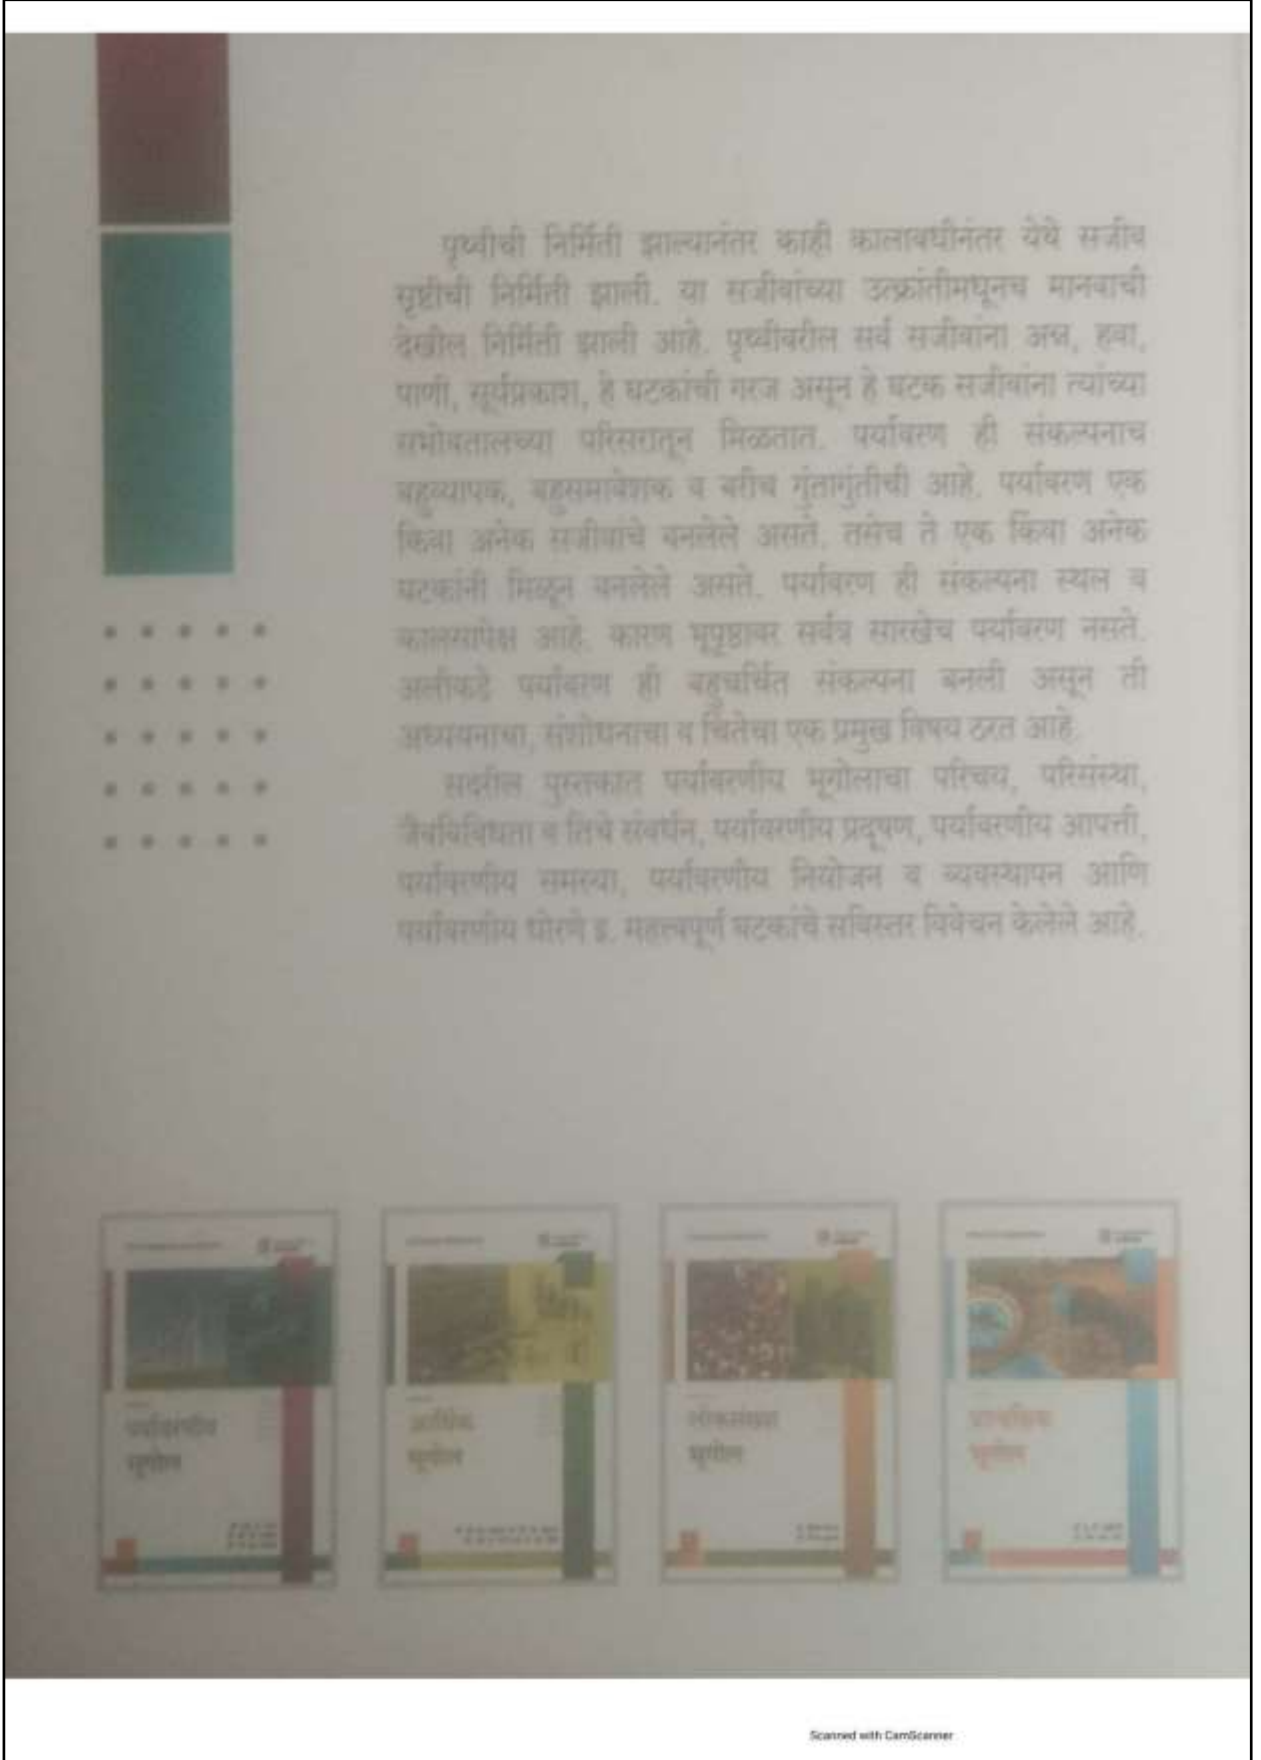 पृथ्वीची निर्मिती झाल्यानंतर काही कालावधीनंतर येथे सजीव
सृष्टीची निर्मिती झाली. या सजीवांच्या उत्क्रांतीमधूनच मानवाची
देखील निर्मिती झाली आहे. पृथ्वीवरील सर्व सजीवांना अन्न, हवा,
पाणी, सूर्यप्रकाश, हे घटकांची गरज असून हे घटक सजीवांना त्यांच्या
सभोवतालच्या परिसरातून मिळतात. पर्यावरण ही संकल्पनाच
बहुव्यापक, बहुसमावेशक व बरीच गुंतागुंतीची आहे. पर्यावरण एक
किंवा अनेक सजीवांचे बनलेले असते. तसेच ते एक किंवा अनेक
घटकांनी मिळून बनलेले असते. पर्यावरण ही संकल्पना स्थल व
कालसापेक्ष आहे. कारण भूपृष्ठावर सर्वत्र सारखेच पर्यावरण नसते.
अलीकडे पर्यावरण ही बहुचर्चित संकल्पना बनली असून ती
अध्ययनाचा, संशोधनाचा व चिंतेचा एक प्रमुख विषय ठरत आहे.
सदरील पुस्तकात पर्यावरणीय भूगोलाचा परिचय, परिसंस्था,
जैवविविधता व तिचे संवर्धन, पर्यावरणीय प्रदूषण, पर्यावरणीय आपत्ती,
पर्यावरणीय समस्या, पर्यावरणीय नियोजन व व्यवस्थापन आणि
पर्यावरणीय धोरणे इ. महत्त्वपूर्ण घटकांचे सविस्तर विवेचन केलेले आहे.
पर्यावरणीय
भूगोल
आर्थिक
भूगोल
लोकसंख्या
भूगोल
प्रात्यक्षिक
भूगोल
Scanned with CamScanner